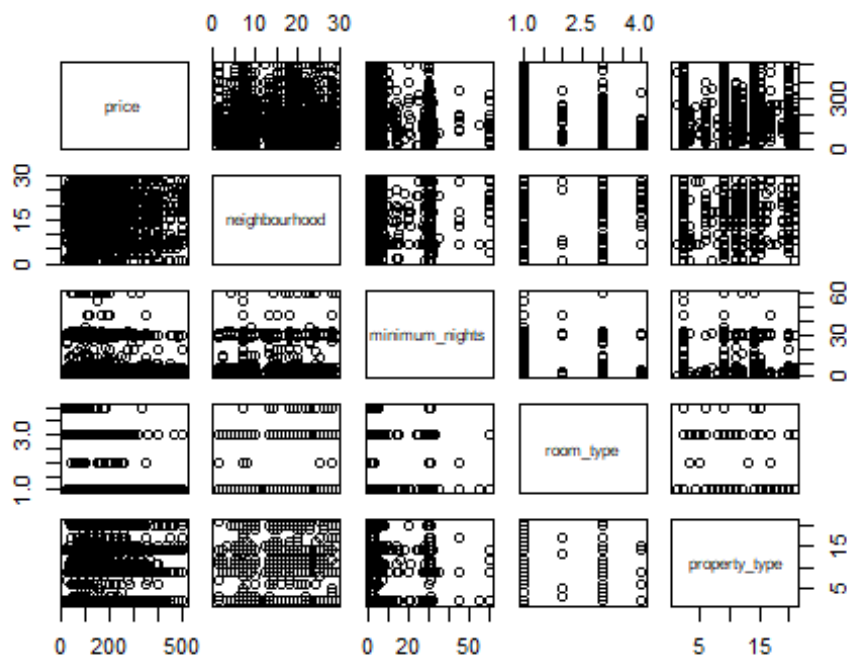 0 10 20 30 1.0 2.5 4.0
price 0 300
0 15 30 neighbourhood
minimum_nights 0 30 60
1.0 3.0 room_type
property_type 5 15
0 200 500 0 20 50 5 15